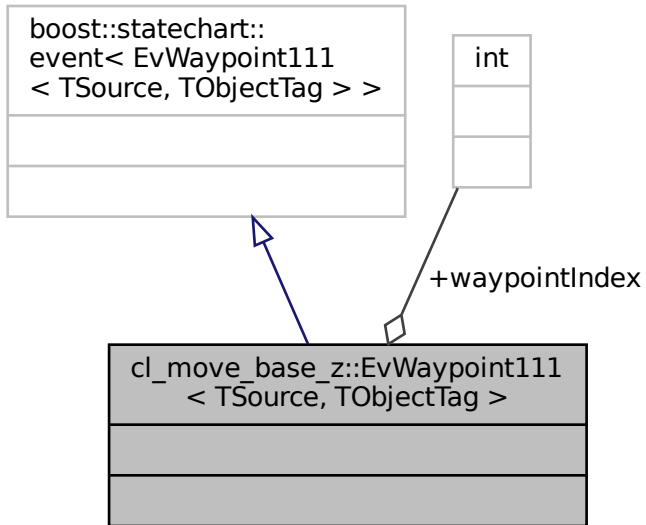 boost::statechart::
event< EvWaypoint111
< TSource, TObjectTag > >
int
+waypointIndex
cl_move_base_z::EvWaypoint111
< TSource, TObjectTag >